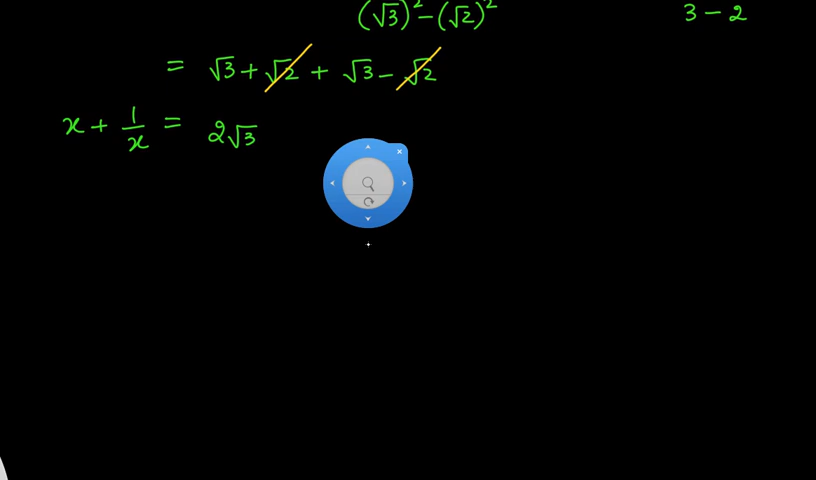 (√3)² − (√2)² 3 − 2
= √3 + √2 + √3 − √2
x + 1/x = 2√3